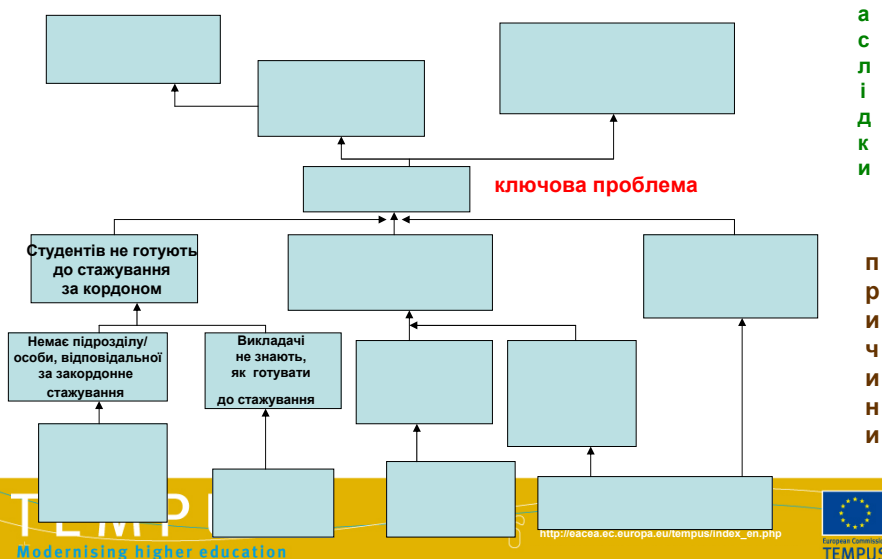 а
с
л
і
д
к
и
ключова проблема
Студентів не готують
до стажування
за кордоном
п
р
и
ч
и
н
и
Немає підрозділу/
особи, відповідальної
за закордонне
стажування
Викладачі
не знають,
як готувати
до стажування
http://eacea.ec.europa.eu/tempus/index_en.php
Modernising higher education
European Commission
TEMPUS